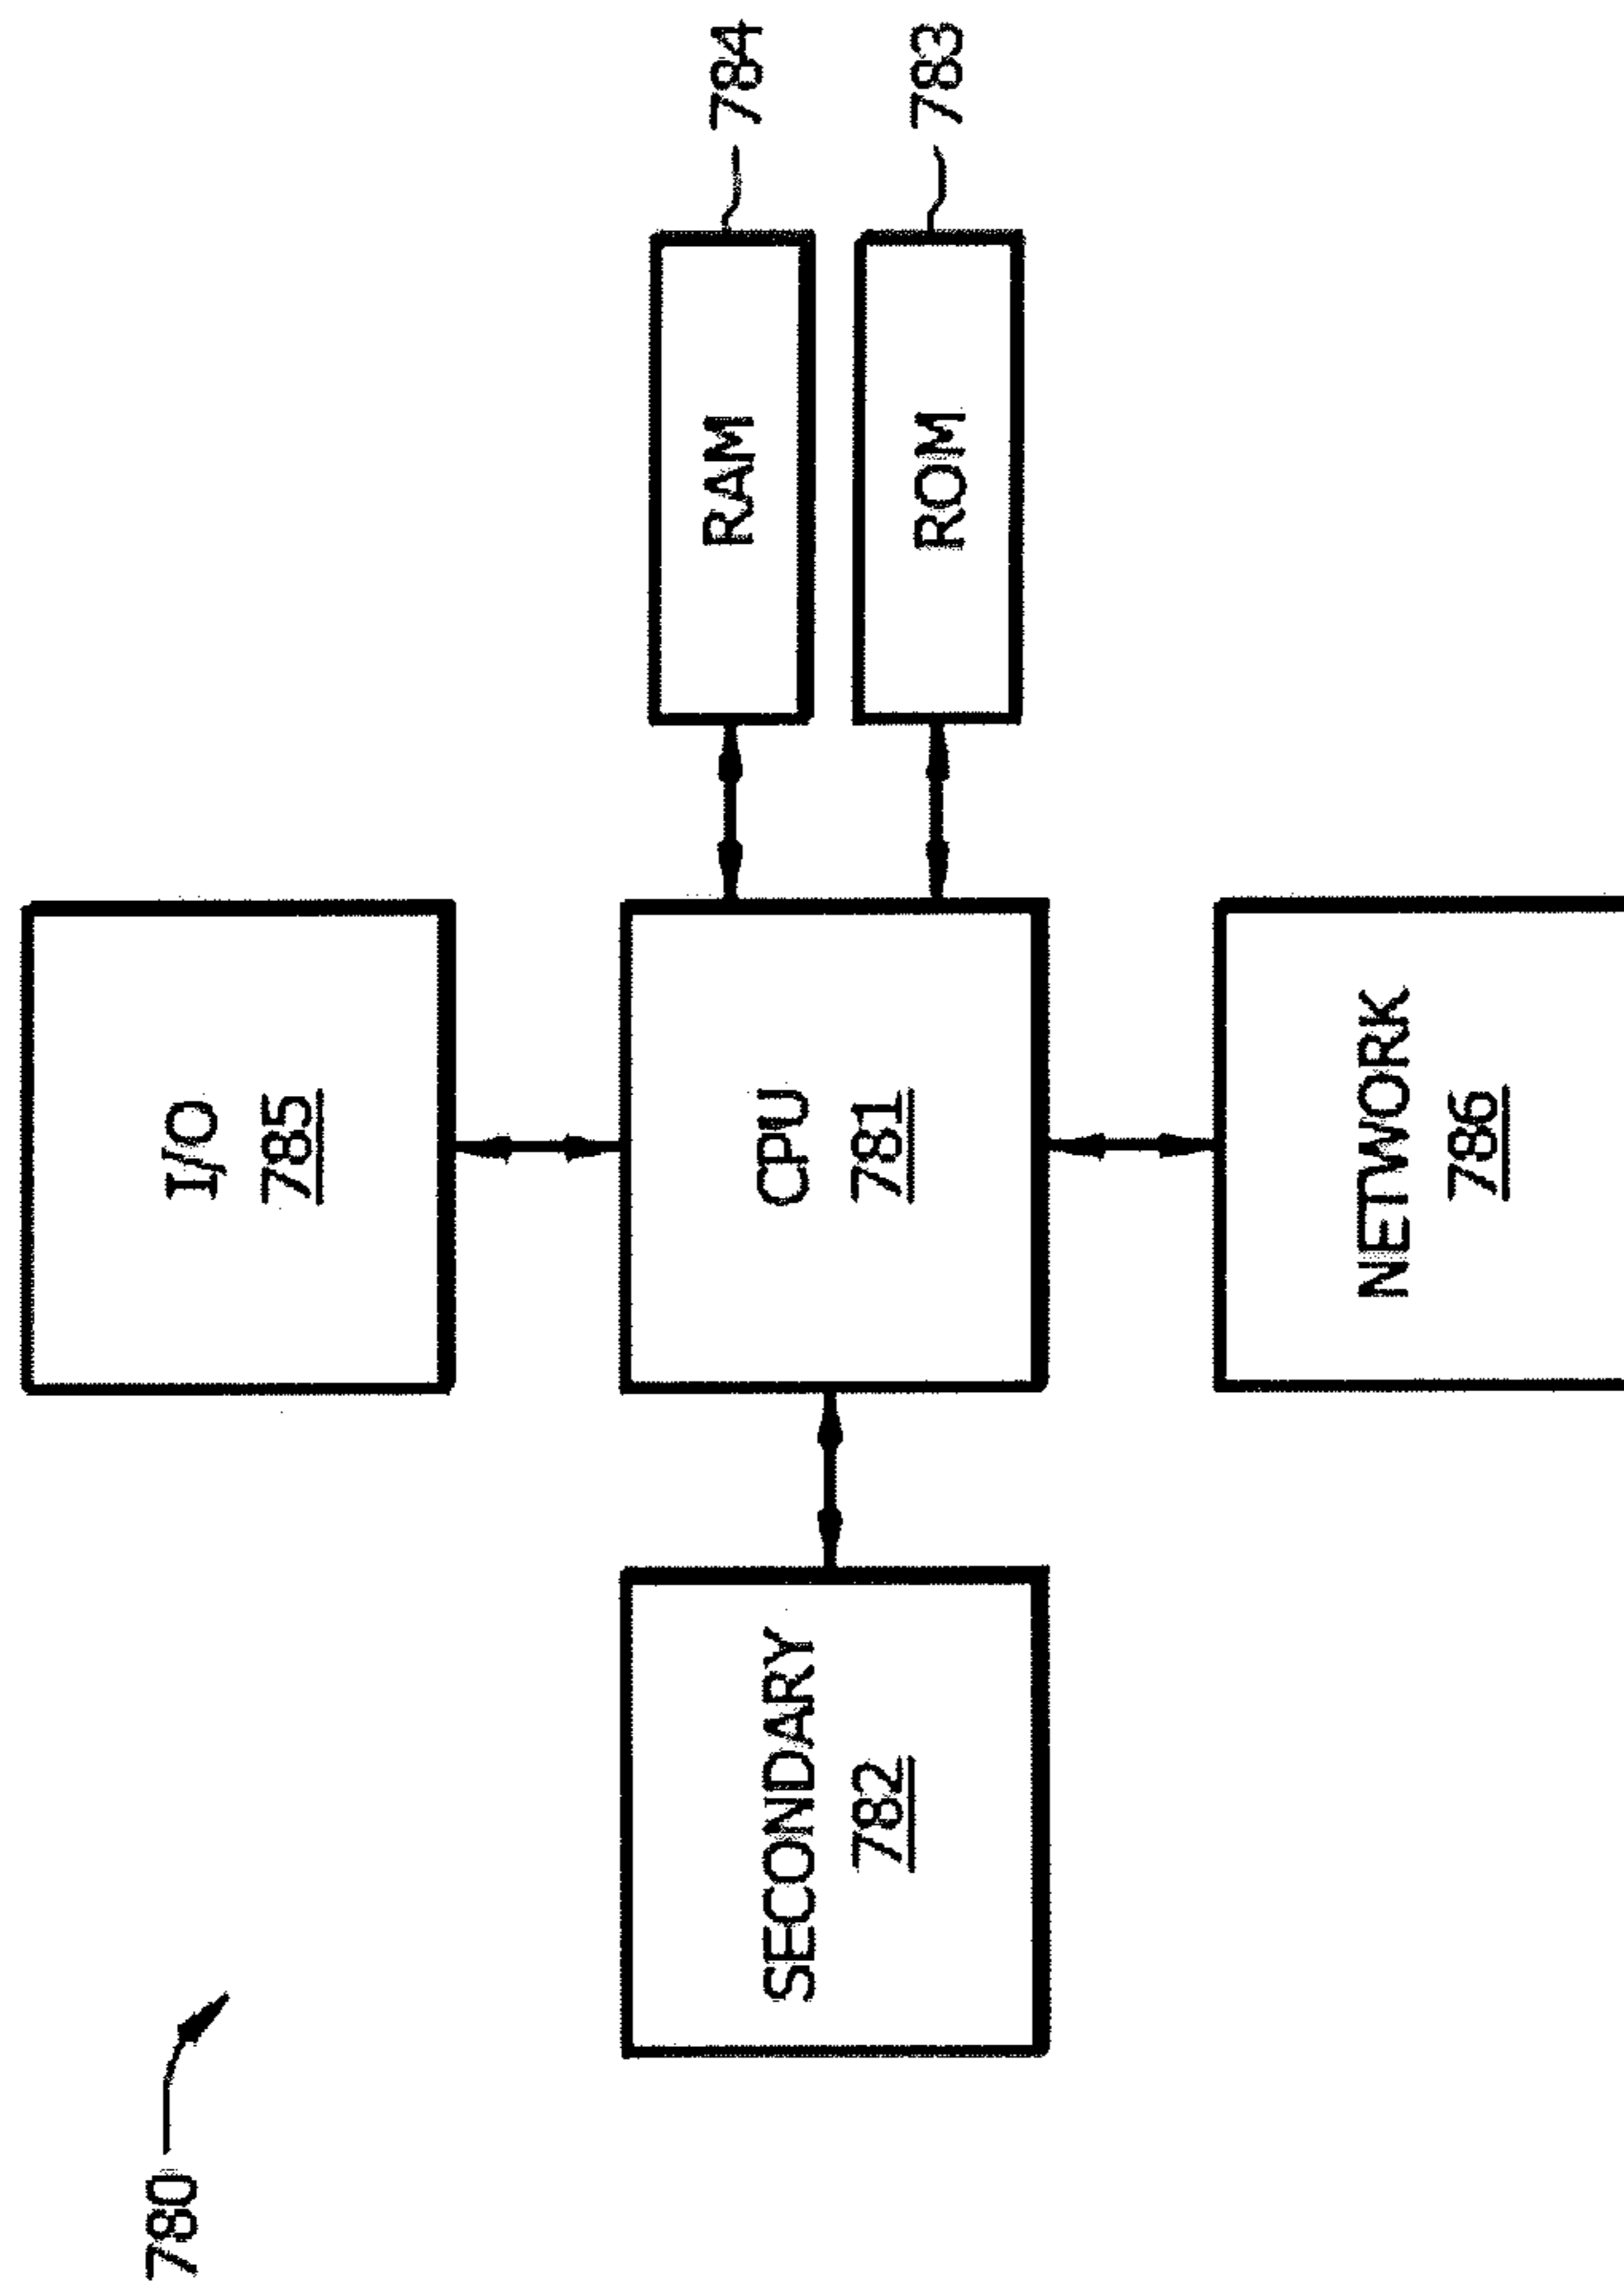 780
I/O
785
SECONDARY
782
CPU
781
RAM
784
ROM
783
NETWORK
786